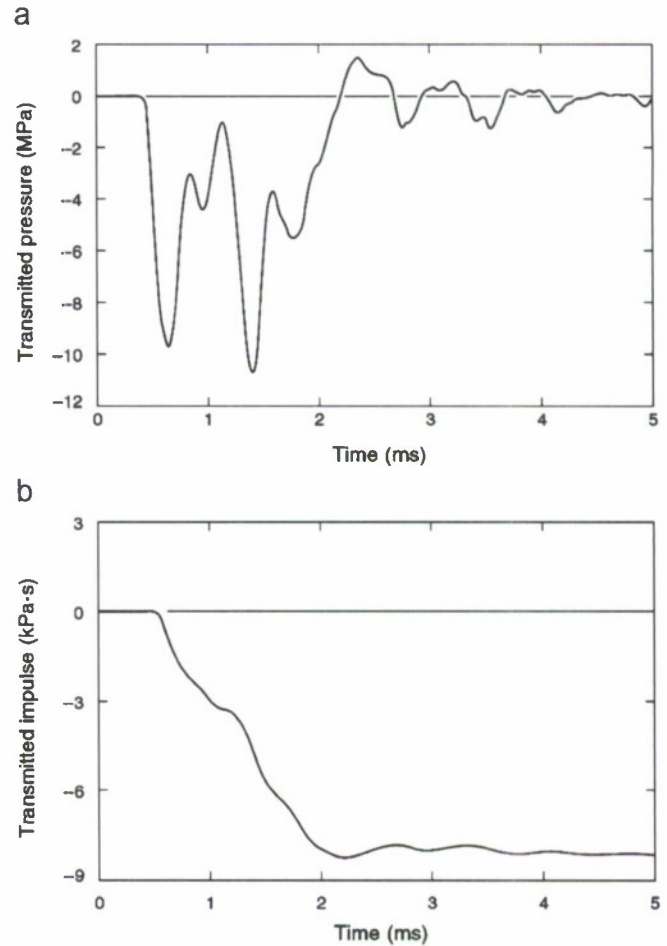 a
Transmitted pressure (MPa)
2
0
−2
−4
−6
−8
−10
−12
0 1 2 3 4 5
Time (ms)
b
Transmitted impulse (kPa·s)
3
0
−3
−6
−9
0 1 2 3 4 5
Time (ms)